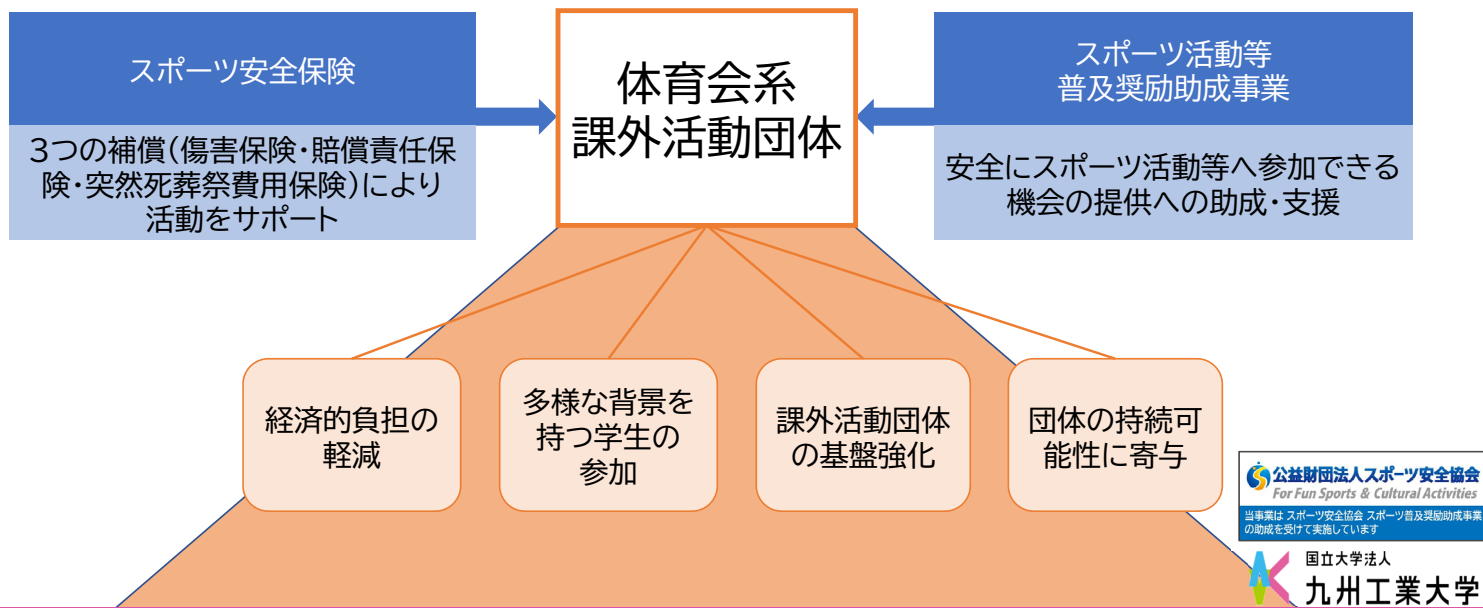 スポーツ安全保険
3つの補償(傷害保険・賠償責任保
険・突然死葬祭費用保険)により
活動をサポート
体育会系
課外活動団体
スポーツ活動等
普及奨励助成事業
安全にスポーツ活動等へ参加できる
機会の提供への助成・支援
経済的負担の
軽減
多様な背景を
持つ学生の
参加
課外活動団体
の基盤強化
団体の持続可
能性に寄与
公益財団法人スポーツ安全協会
For Fun Sports & Cultural Activities
当事業は スポーツ安全協会 スポーツ普及奨励助成事業
の助成を受けて実施しています
国立大学法人
九州工業大学